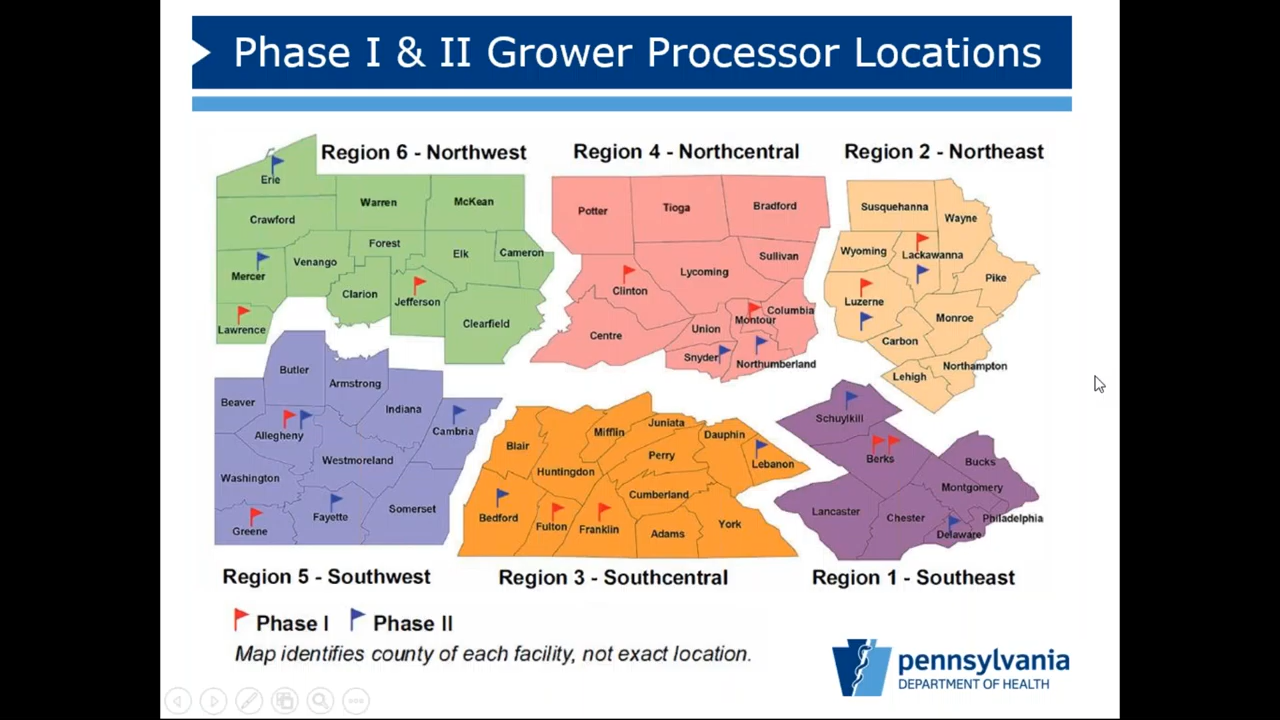 Phase I & II Grower Processor Locations
Region 6 - Northwest
Erie
Warren
McKean
Crawford
Forest
Elk
Cameron
Venango
Mercer
Clarion
Jefferson
Clearfield
Lawrence
Region 4 - Northcentral
Potter
Tioga
Bradford
Sullivan
Lycoming
Clinton
Columbia
Montour
Union
Centre
Snyder
Northumberland
Region 2 - Northeast
Susquehanna
Wayne
Wyoming
Lackawanna
Pike
Luzerne
Monroe
Carbon
Northampton
Lehigh
Butler
Armstrong
Beaver
Indiana
Cambria
Allegheny
Westmoreland
Washington
Somerset
Fayette
Greene
Region 5 - Southwest
Juniata
Mifflin
Dauphin
Blair
Perry
Lebanon
Huntingdon
Cumberland
Bedford
Fulton
Franklin
York
Adams
Region 3 - Southcentral
Schuylkill
Berks
Bucks
Montgomery
Lancaster
Chester
Philadelphia
Delaware
Region 1 - Southeast
Phase I
Phase II
Map identifies county of each facility, not exact location.
pennsylvania
DEPARTMENT OF HEALTH